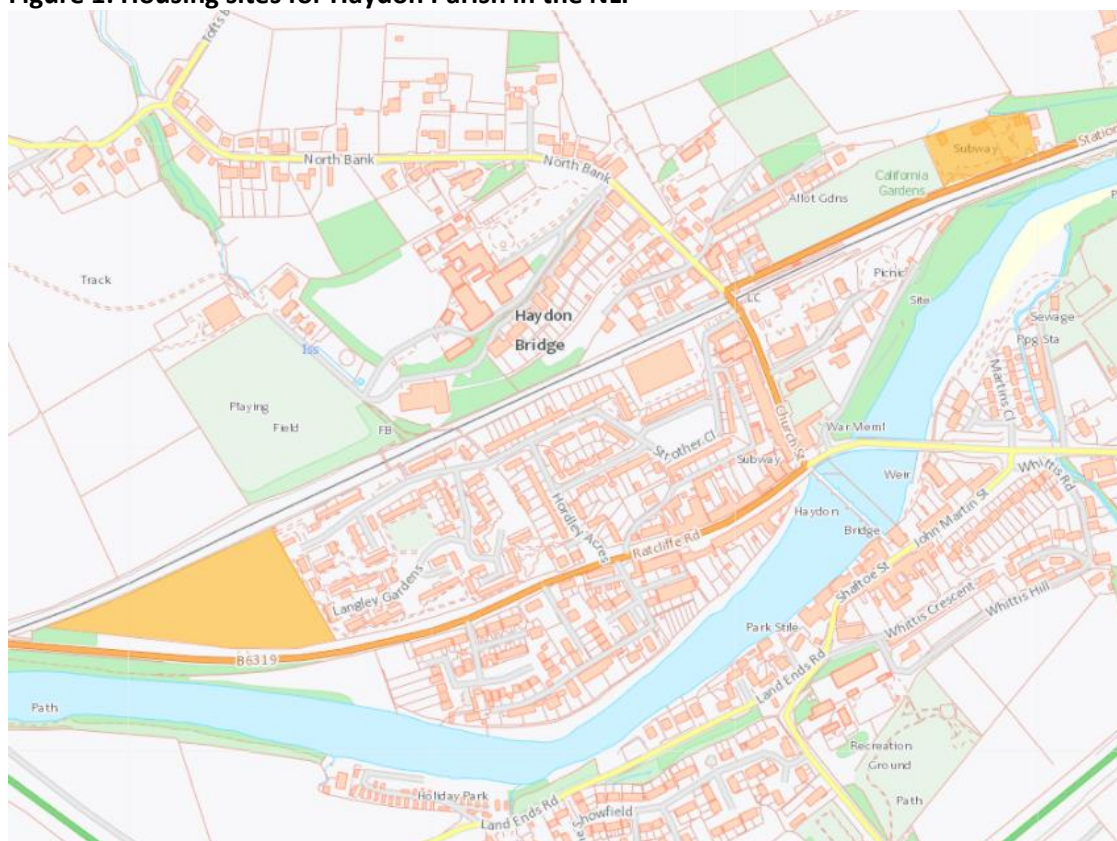 Figure 1: Housing sites for Haydon Parish in the NLP
Tofts B
North Bank
North Bank
Subway
Station
California
Gardens
Allot Gdns
Track
Picnic
LC
Site
Haydon
Bridge
Sewage
Ppg Sta
Iss
Martins Cl
Playing
Field
FB
Church St
War Meml
Strother Cl
Subway
Whittis Rd
Weir
Hordley Acres
Haydon
Bridge
John Martin St
Ratcliffe Rd
Langley Gardens
Shaftoe St
Whittis Crescent
Whittis Hill
Park Stile
B6319
Land Ends Rd
Path
Recreation
Ground
Holiday Park
Land Ends Rd
Showfield
Path